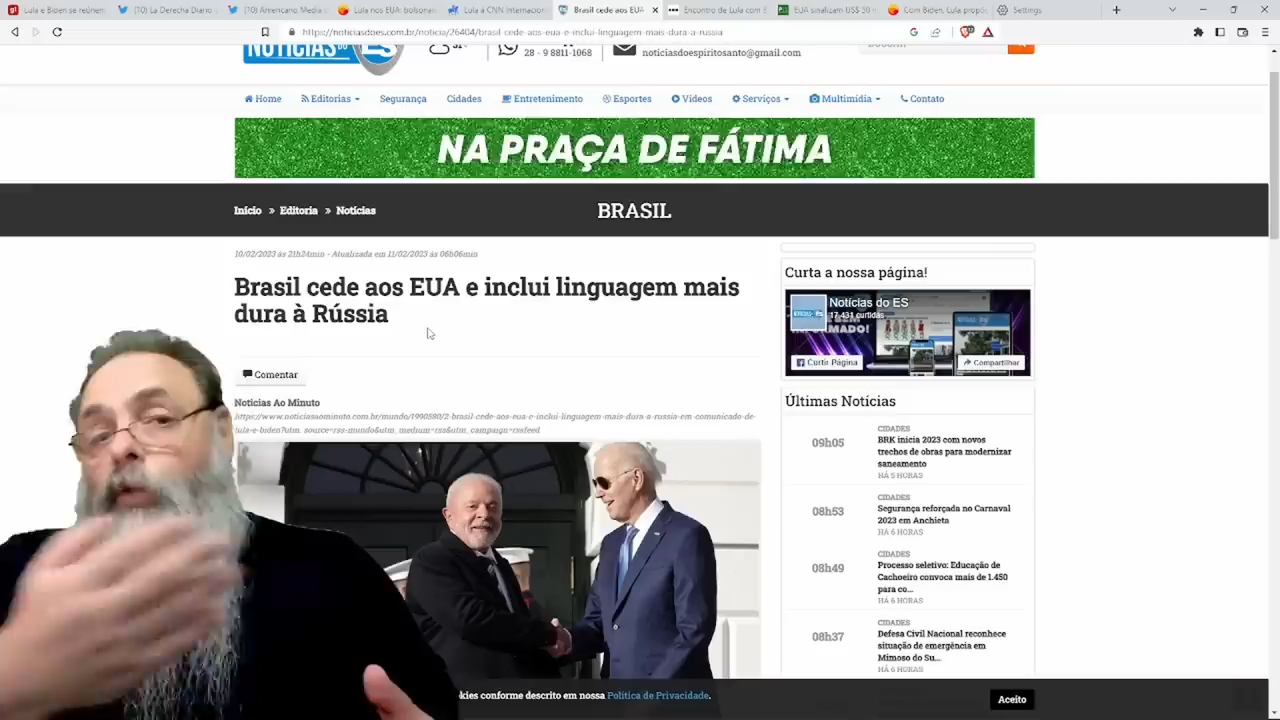 Lula e Biden se reúnem
(10) La Derecha Diario
(10) Americano Media
Lula nos EUA: bolsonar
Lula à CNN Internacion
Brasil cede aos EUA e
Encontro de Lula com B
EUA sinalizam US$ 50 m
Com Biden, Lula propõ
Settings
https://noticiasdoes.com.br/noticia/26404/brasil-cede-aos-eua-e-inclui-linguagem-mais-dura-a-russia
NOTÍCIAS DO ES
31°
28 - 9 8811-1068
noticiasdoespiritosanto@gmail.com
Buscar...
Home
Editorias
Segurança
Cidades
Entretenimento
Esportes
Vídeos
Serviços
Multimídia
Contato
NA PRAÇA DE FÁTIMA
Início » Editoria » Notícias
BRASIL
10/02/2023 às 21h24min - Atualizada em 11/02/2023 às 06h06min
Brasil cede aos EUA e inclui linguagem mais
dura à Rússia
Comentar
Notícias Ao Minuto
https://www.noticiasaominuto.com.br/mundo/1990580/2-brasil-cede-aos-eua-e-inclui-linguagem-mais-dura-a-russia-em-comunicado-de-
lula-e-biden?utm_source=rss-mundo&utm_medium=rss&utm_campaign=rssfeed
Curta a nossa página!
Notícias do ES
17.431 curtidas
Curtir Página
Compartilhar
Últimas Notícias
09h05
CIDADES
BRK inicia 2023 com novos
trechos de obras para modernizar
saneamento
HÁ 5 HORAS
08h53
CIDADES
Segurança reforçada no Carnaval
2023 em Anchieta
HÁ 6 HORAS
08h49
CIDADES
Processo seletivo: Educação de
Cachoeiro convoca mais de 1.450
para co...
HÁ 6 HORAS
08h37
CIDADES
Defesa Civil Nacional reconhece
situação de emergência em
Mimoso do Su...
HÁ 6 HORAS
kies conforme descrito em nossa Política de Privacidade.
Aceito